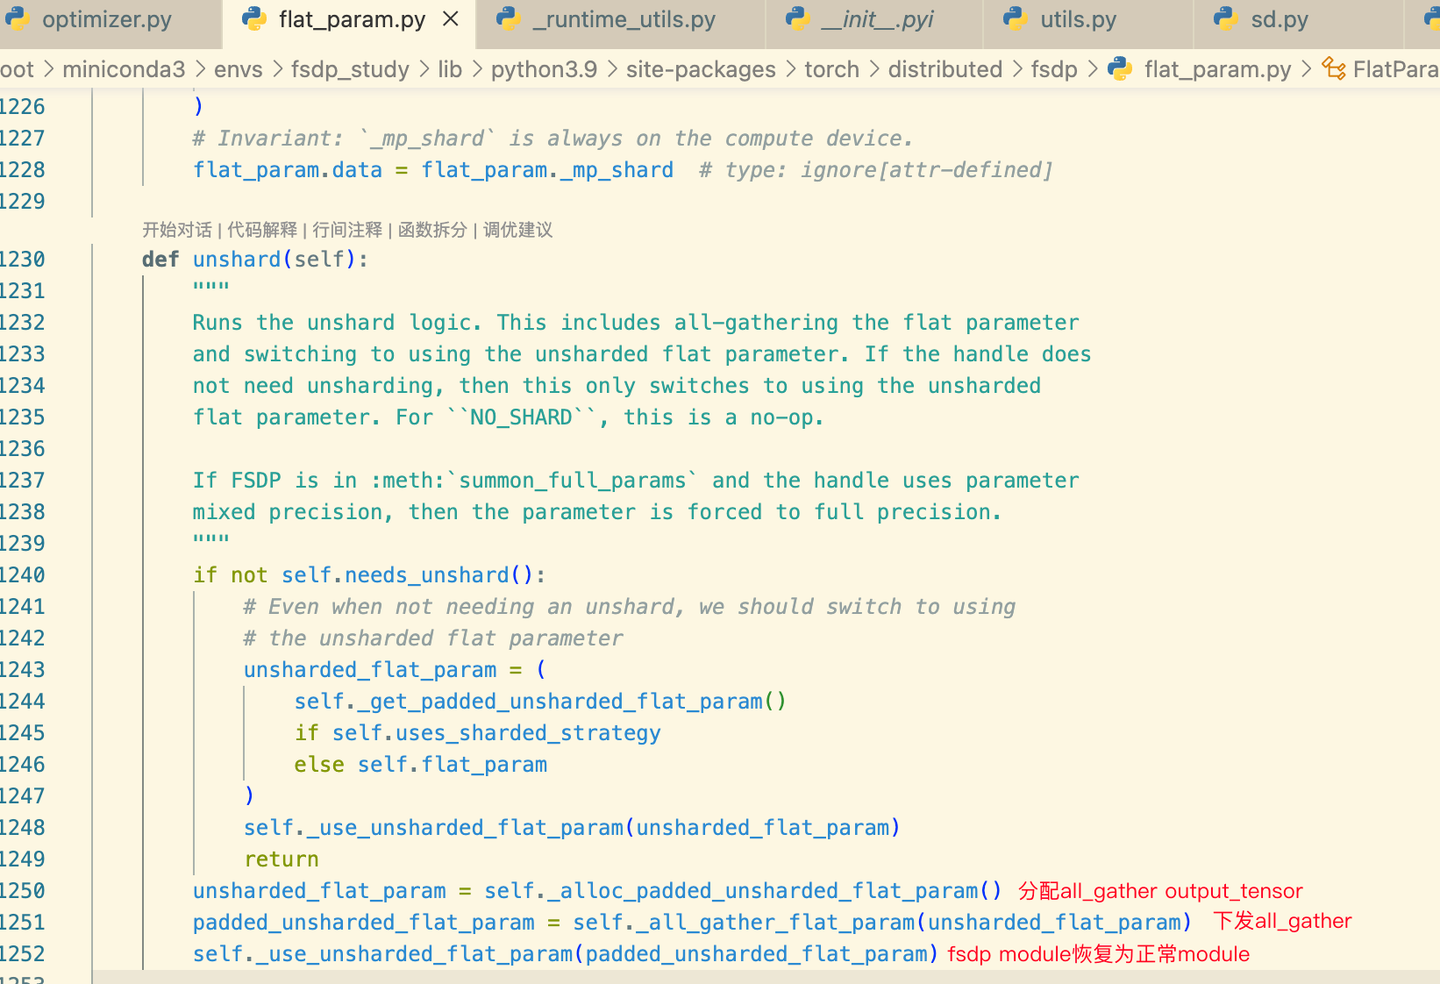 optimizer.py flat_param.py × _runtime_utils.py __init__.pyi utils.py sd.py
oot > miniconda3 > envs > fsdp_study > lib > python3.9 > site-packages > torch > distributed > fsdp > flat_param.py > FlatPara
1226 )
1227 # Invariant: `_mp_shard` is always on the compute device.
1228 flat_param.data = flat_param._mp_shard  # type: ignore[attr-defined]
1229
开始对话 | 代码解释 | 行间注释 | 函数拆分 | 调优建议
1230 def unshard(self):
1231 """
1232 Runs the unshard logic. This includes all-gathering the flat parameter
1233 and switching to using the unsharded flat parameter. If the handle does
1234 not need unsharding, then this only switches to using the unsharded
1235 flat parameter. For ``NO_SHARD``, this is a no-op.
1236
1237 If FSDP is in :meth:`summon_full_params` and the handle uses parameter
1238 mixed precision, then the parameter is forced to full precision.
1239 """
1240 if not self.needs_unshard():
1241 # Even when not needing an unshard, we should switch to using
1242 # the unsharded flat parameter
1243 unsharded_flat_param = (
1244 self._get_padded_unsharded_flat_param()
1245 if self.uses_sharded_strategy
1246 else self.flat_param
1247 )
1248 self._use_unsharded_flat_param(unsharded_flat_param)
1249 return
1250 unsharded_flat_param = self._alloc_padded_unsharded_flat_param() 分配all_gather output_tensor
1251 padded_unsharded_flat_param = self._all_gather_flat_param(unsharded_flat_param) 下发all_gather
1252 self._use_unsharded_flat_param(padded_unsharded_flat_param) fsdp module恢复为正常module
1253